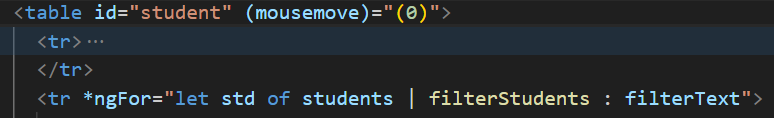 <table id="student" (mousemove)="(0)">
<tr>…
</tr>
<tr *ngFor="let std of students | filterStudents : filterText">